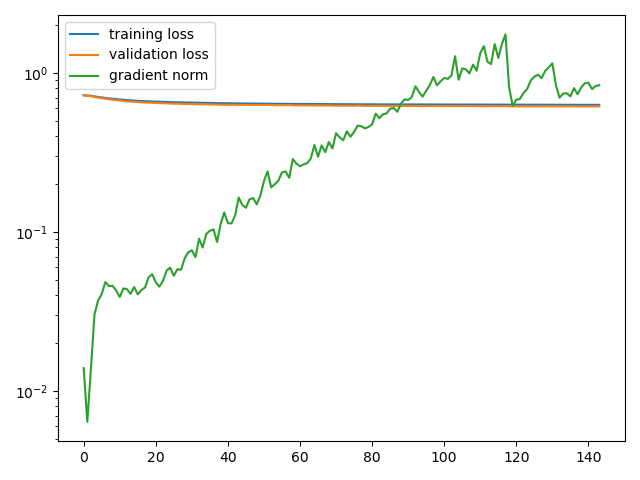 training loss
validation loss
gradient norm
10⁰
10⁻¹
10⁻²
0 20 40 60 80 100 120 140